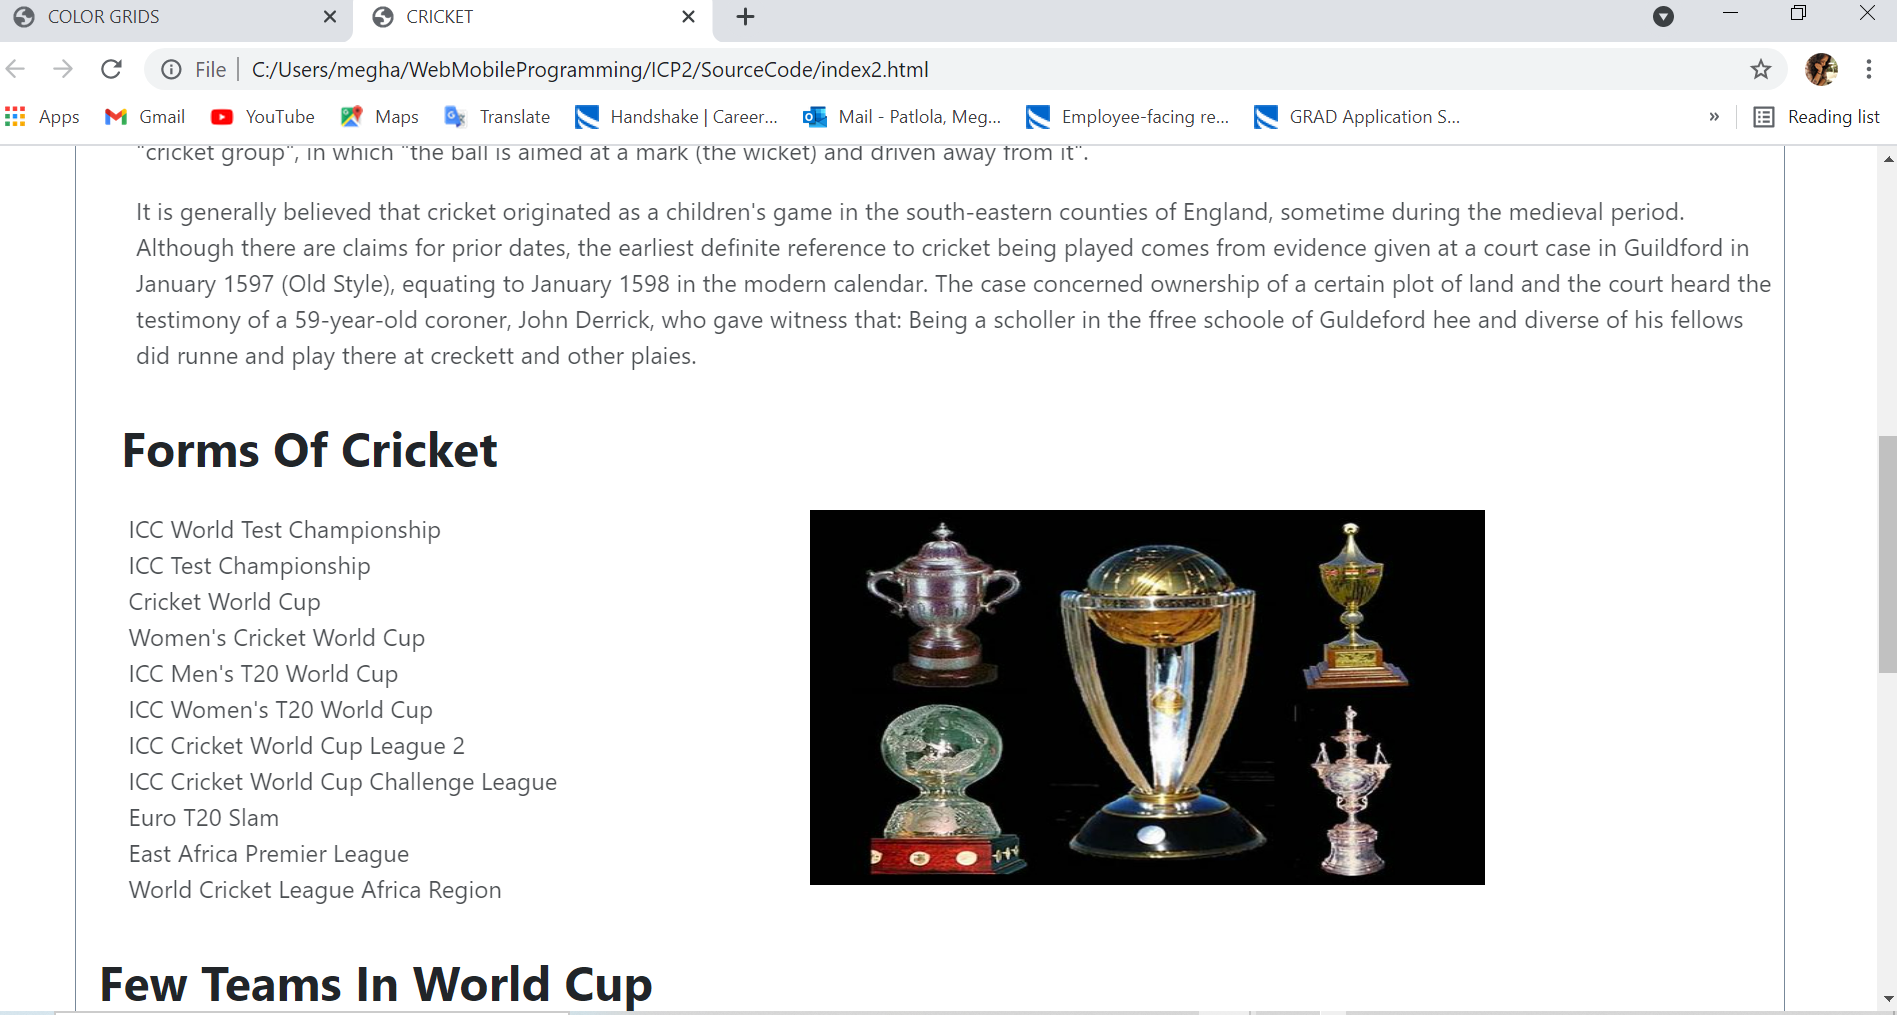 COLOR GRIDS
CRICKET
File
C:/Users/megha/WebMobileProgramming/ICP2/SourceCode/index2.html
Apps
Gmail
YouTube
Maps
Translate
Handshake | Career...
Mail - Patlola, Meg...
Employee-facing re...
GRAD Application S...
»
Reading list
"cricket group", in which "the ball is aimed at a mark (the wicket) and driven away from it".
It is generally believed that cricket originated as a children's game in the south-eastern counties of England, sometime during the medieval period.
Although there are claims for prior dates, the earliest definite reference to cricket being played comes from evidence given at a court case in Guildford in
January 1597 (Old Style), equating to January 1598 in the modern calendar. The case concerned ownership of a certain plot of land and the court heard the
testimony of a 59-year-old coroner, John Derrick, who gave witness that: Being a scholler in the ffree schoole of Guldeford hee and diverse of his fellows
did runne and play there at creckett and other plaies.
Forms Of Cricket
ICC World Test Championship
ICC Test Championship
Cricket World Cup
Women's Cricket World Cup
ICC Men's T20 World Cup
ICC Women's T20 World Cup
ICC Cricket World Cup League 2
ICC Cricket World Cup Challenge League
Euro T20 Slam
East Africa Premier League
World Cricket League Africa Region
Few Teams In World Cup